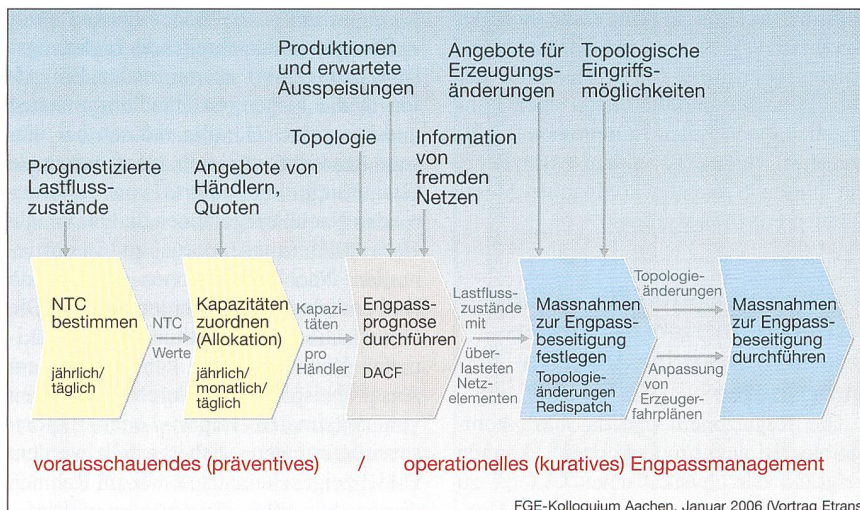 Produktionen
und erwartete
Ausspeisungen
Angebote für
Erzeugungs-
änderungen
Topologische
Eingriffs-
möglichkeiten
Topologie
Information
von
fremden
Netzen
Prognostizierte
Lastfluss-
zustände
Angebote von
Händlern,
Quoten
NTC
bestimmen
jährlich/
täglich
NTC
Werte
Kapazitäten
zuordnen
(Allokation)
jährlich/
monatlich/
täglich
Kapazi-
täten
pro
Händler
Engpass-
prognose
durchführen
DACF
Lastfluss-
zustände
mit
über-
lasteten
Netz-
elementen
Massnahmen
zur Engpass-
beseitigung
festlegen
Topologie-
änderungen
Redispatch
Topologie-
änderungen
Anpassung
von
Erzeuger-
fahrplänen
Massnahmen
zur Engpass-
beseitigung
durchführen
vorausschauendes (präventives) / operationelles (kuratives) Engpassmanagement
FGE-Kolloquium Aachen, Januar 2006 (Vortrag Etrans